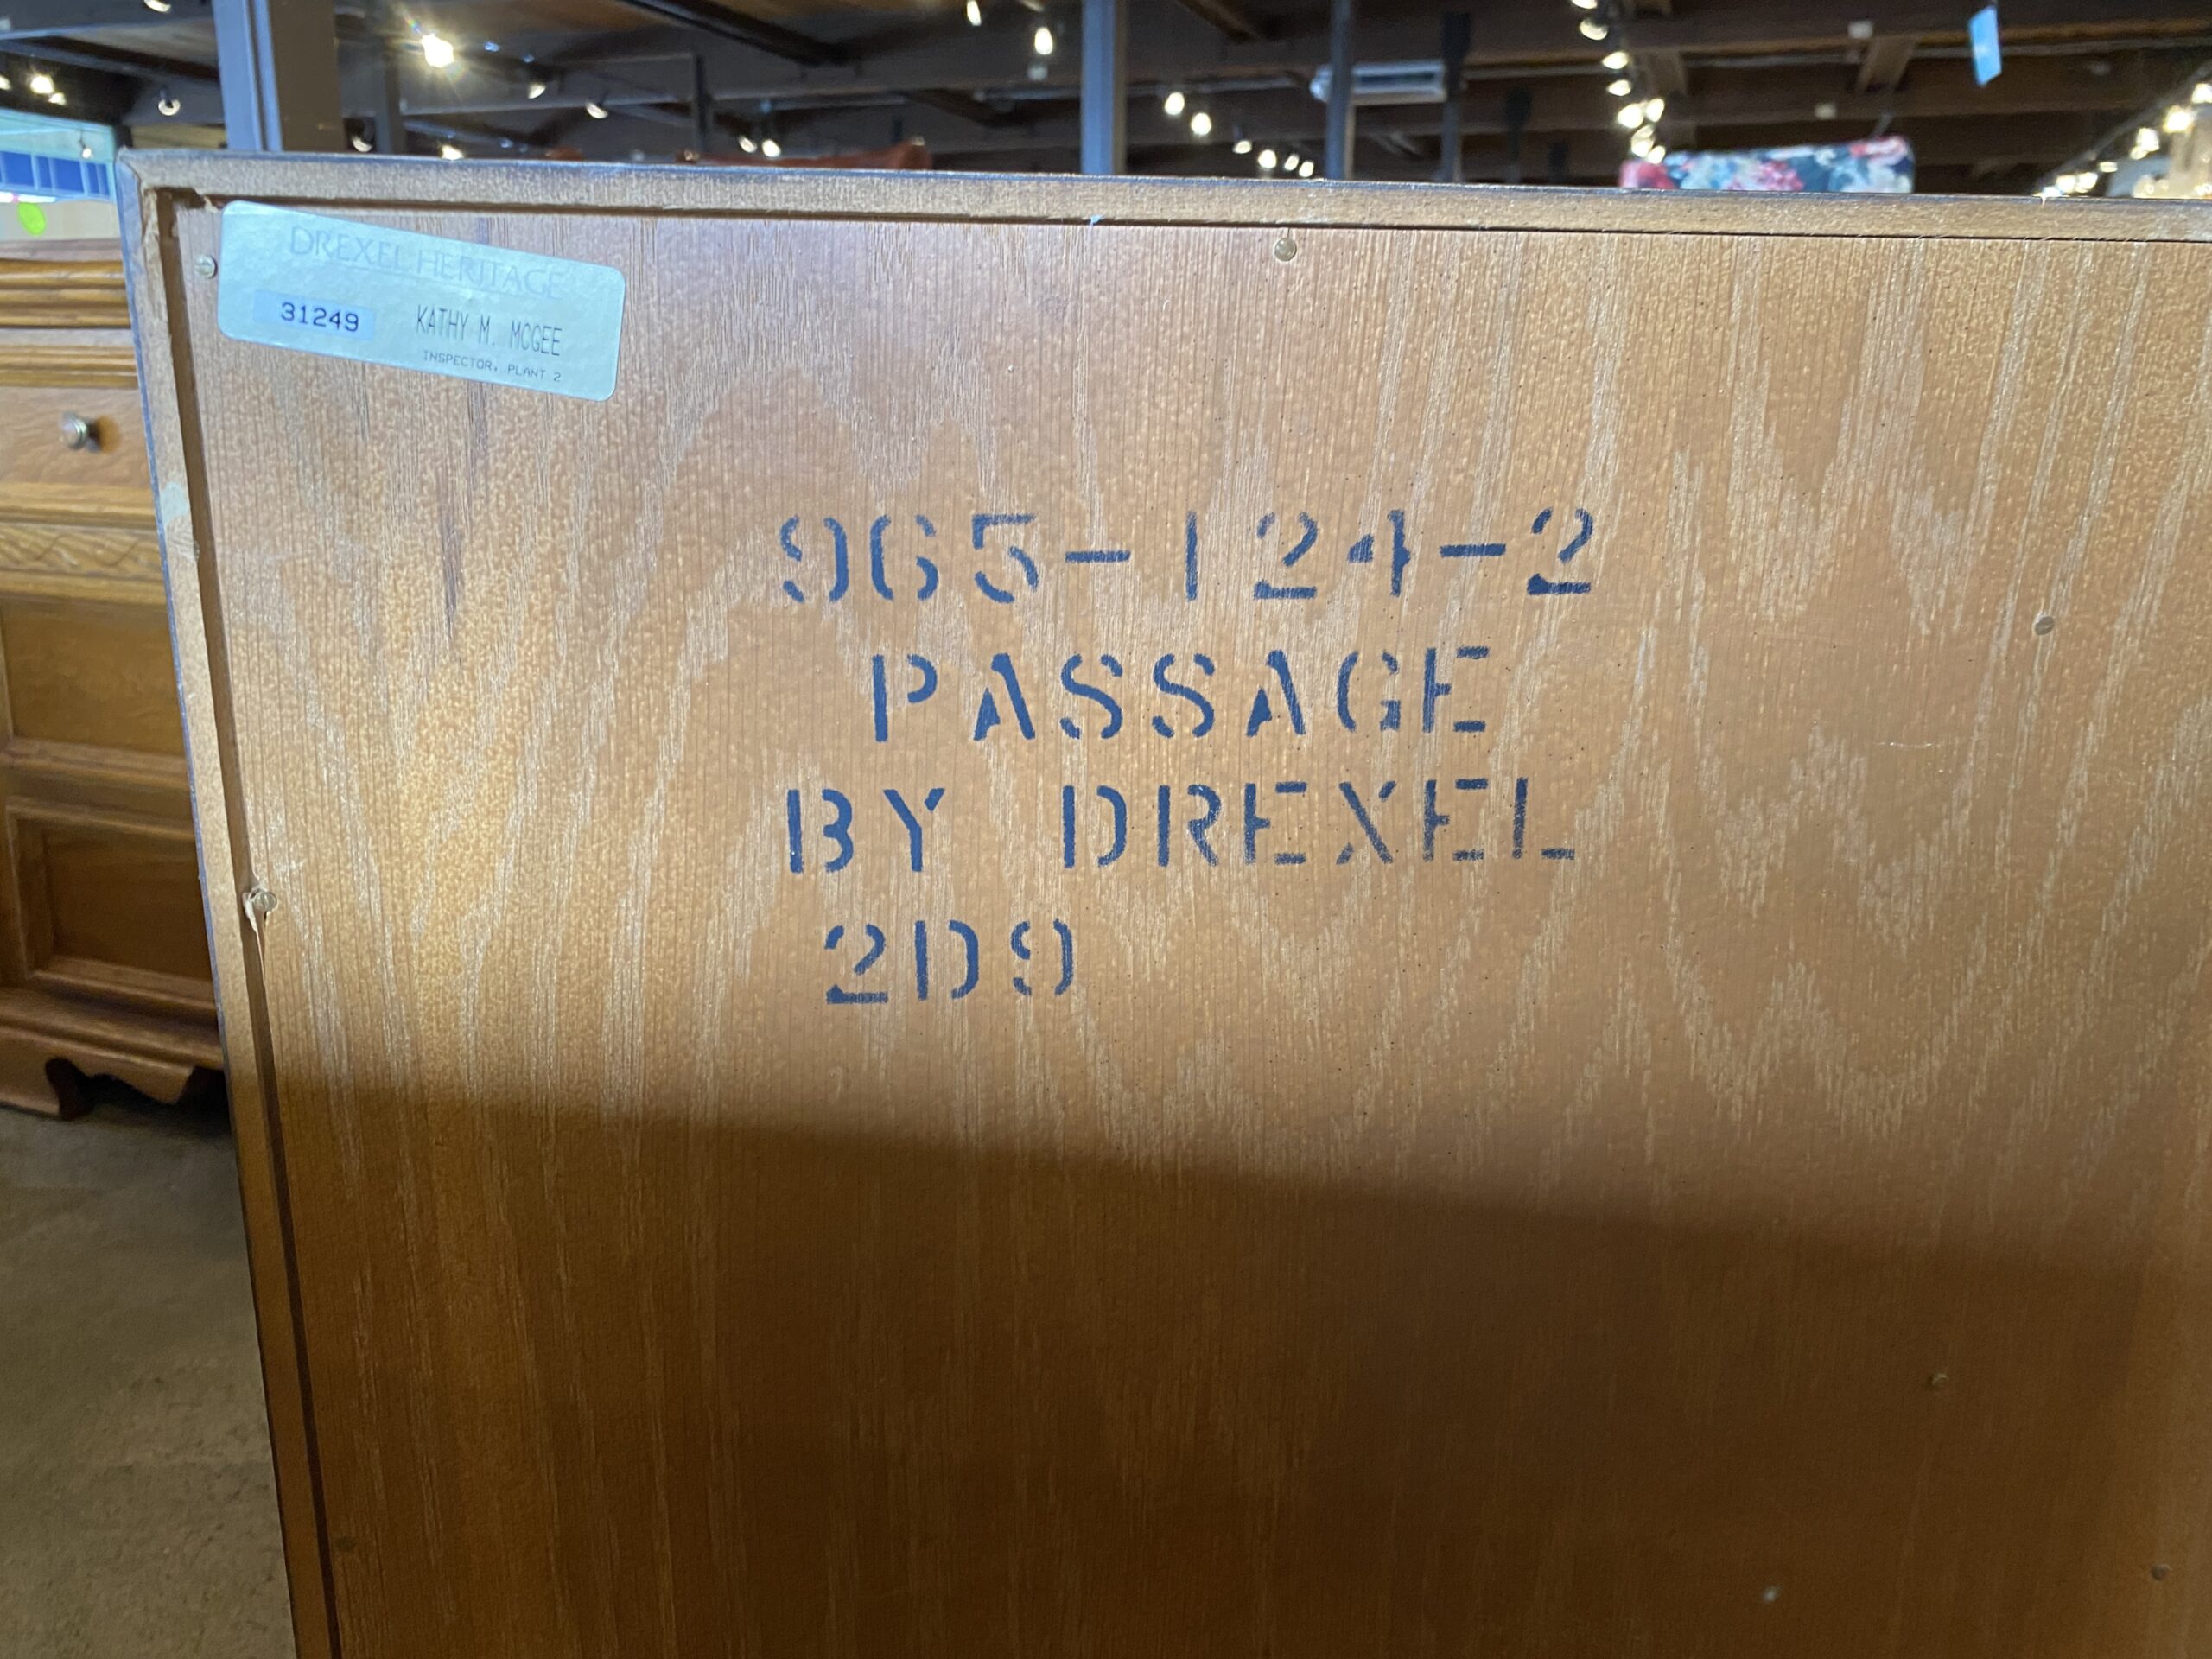 DREXEL HERITAGE
31249 KATHY M. MCGEE
INSPECTOR, PLANT 2
965-124-2
PASSAGE
BY DREXEL
2D9